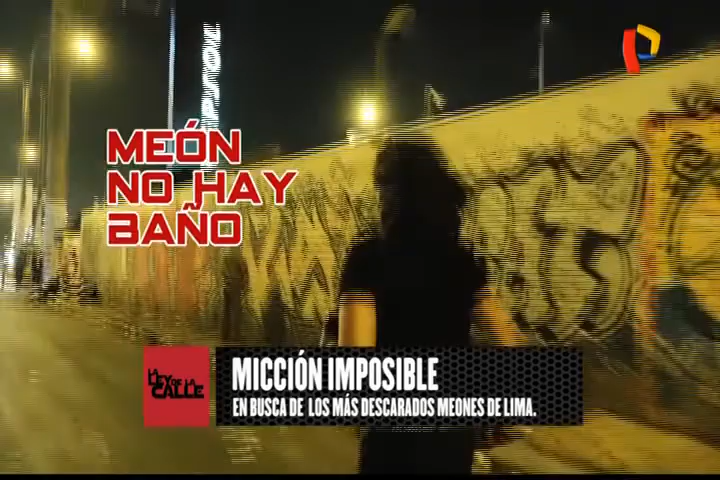 REPSOL
MEÓN
NO HAY
BAÑO
LA
LEY DE LA
CALLE
MICCIÓN IMPOSIBLE
EN BUSCA DE LOS MÁS DESCARADOS MEONES DE LIMA.